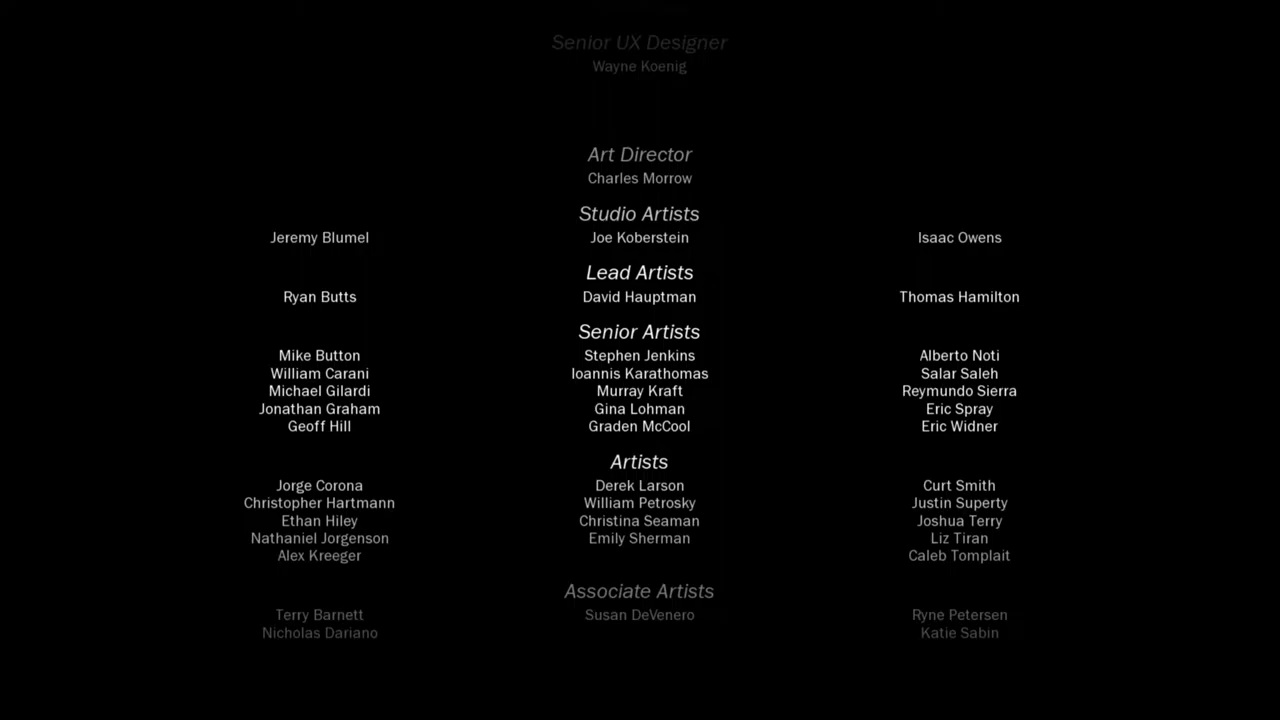 Senior UX Designer
Wayne Koenig
Art Director
Charles Morrow
Studio Artists
Jeremy Blumel Joe Koberstein Isaac Owens
Lead Artists
Ryan Butts David Hauptman Thomas Hamilton
Senior Artists
Mike Button Stephen Jenkins Alberto Noti
William Carani Ioannis Karathomas Salar Saleh
Michael Gilardi Murray Kraft Reymundo Sierra
Jonathan Graham Gina Lohman Eric Spray
Geoff Hill Graden McCool Eric Widner
Artists
Jorge Corona Derek Larson Curt Smith
Christopher Hartmann William Petrosky Justin Superty
Ethan Hiley Christina Seaman Joshua Terry
Nathaniel Jorgenson Emily Sherman Liz Tiran
Alex Kreeger Caleb Tomplait
Associate Artists
Terry Barnett Susan DeVenero Ryne Petersen
Nicholas Dariano Katie Sabin